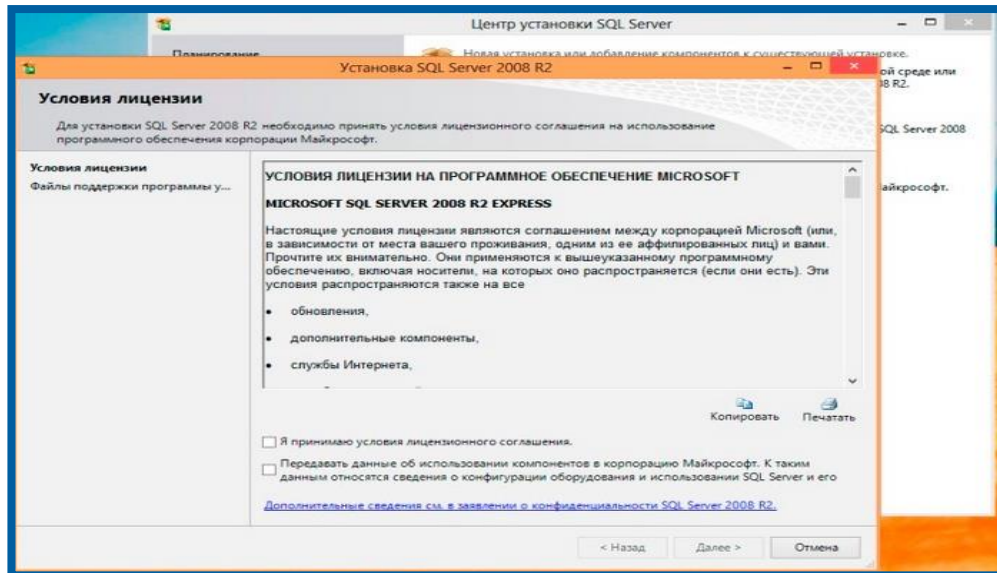 Центр установки SQL Server
Планирование
Новая установка или добавление компонентов к существующей установке.
Установка SQL Server 2008 R2
ой среде или
8 R2.
Условия лицензии
Для установки SQL Server 2008 R2 необходимо принять условия лицензионного соглашения на использование
программного обеспечения корпорации Майкрософт.
SQL Server 2008
Условия лицензии
Файлы поддержки программы у...
айкрософт.
УСЛОВИЯ ЛИЦЕНЗИИ НА ПРОГРАММНОЕ ОБЕСПЕЧЕНИЕ MICROSOFT
MICROSOFT SQL SERVER 2008 R2 EXPRESS
Настоящие условия лицензии являются соглашением между корпорацией Microsoft (или,
в зависимости от места вашего проживания, одним из ее аффилированных лиц) и вами.
Прочтите их внимательно. Они применяются к вышеуказанному программному
обеспечению, включая носители, на которых оно распространяется (если они есть). Эти
условия распространяются также на все
• обновления,
• дополнительные компоненты,
• службы Интернета,
Копировать Печатать
Я принимаю условия лицензионного соглашения.
Передавать данные об использовании компонентов в корпорацию Майкрософт. К таким
данным относятся сведения о конфигурации оборудования и использовании SQL Server и его
Дополнительные сведения см. в заявлении о конфиденциальности SQL Server 2008 R2.
< Назад Далее > Отмена